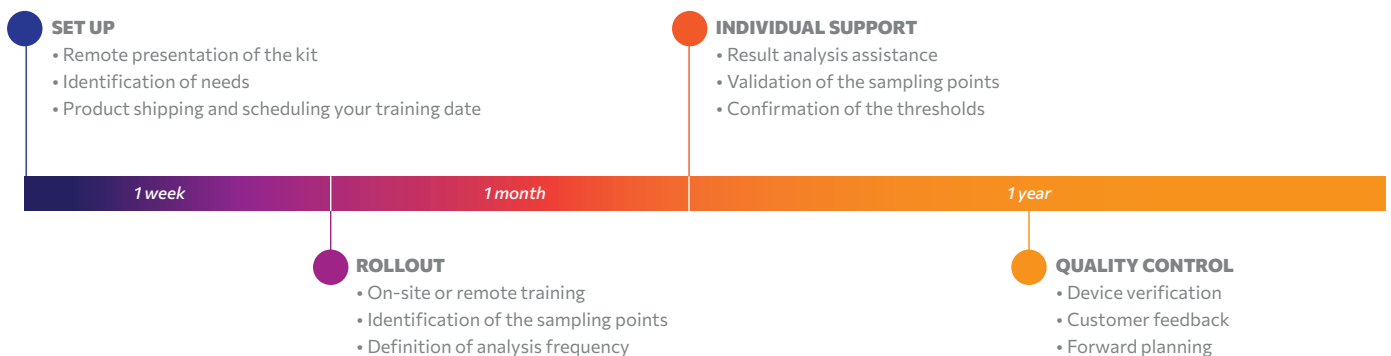 SET UP
• Remote presentation of the kit
• Identification of needs
• Product shipping and scheduling your training date
INDIVIDUAL SUPPORT
• Result analysis assistance
• Validation of the sampling points
• Confirmation of the thresholds
1 week
1 month
1 year
ROLLOUT
• On-site or remote training
• Identification of the sampling points
• Definition of analysis frequency
QUALITY CONTROL
• Device verification
• Customer feedback
• Forward planning